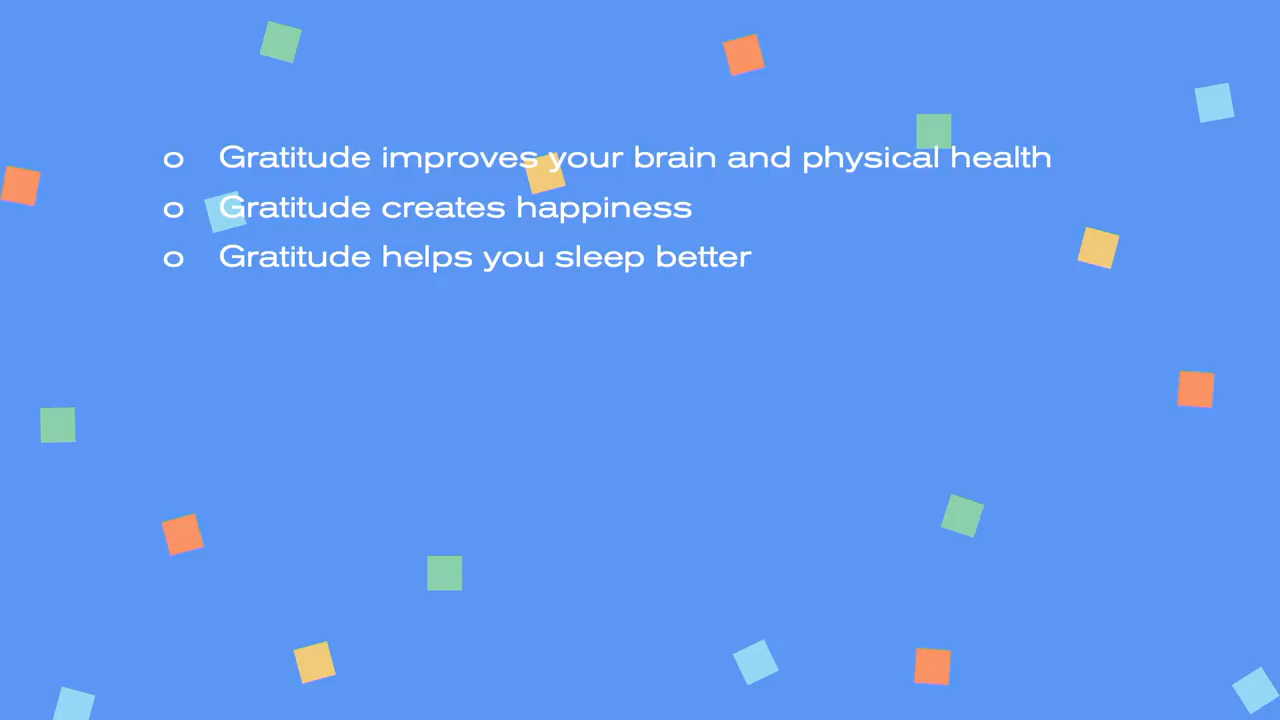 o Gratitude improves your brain and physical health
o Gratitude creates happiness
o Gratitude helps you sleep better